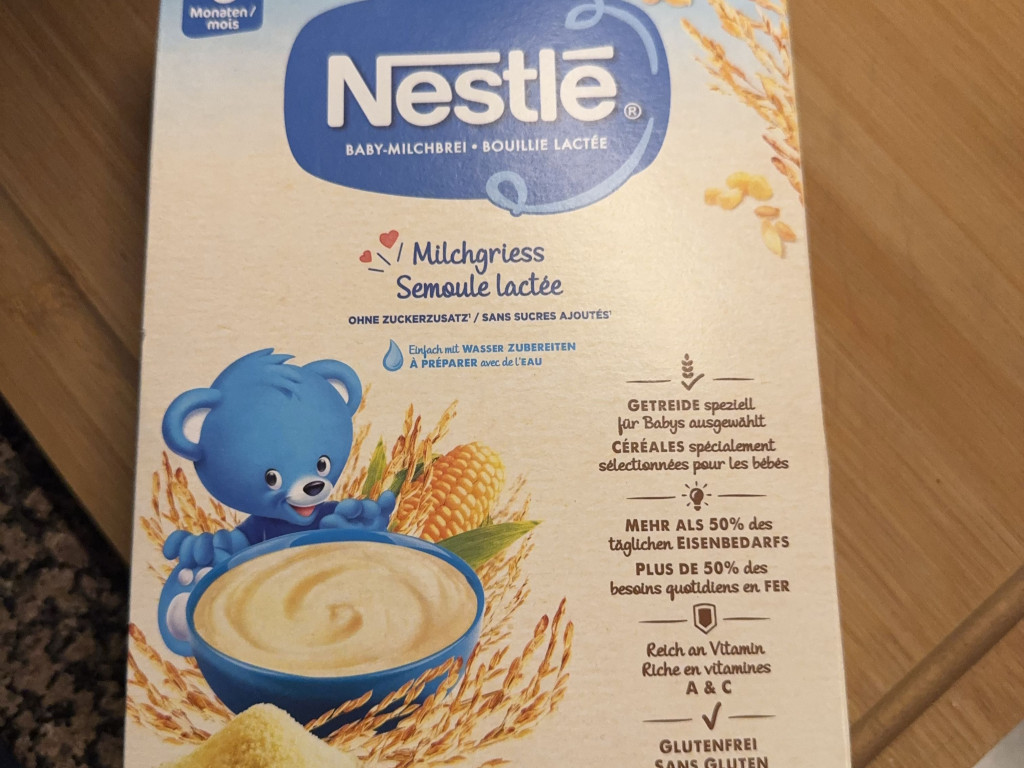 Monaten/
mois
Nestlé®
BABY-MILCHBREI • BOUILLIE LACTÉE
Milchgriess
Semoule lactée
OHNE ZUCKERZUSATZ¹ / SANS SUCRES AJOUTÉS¹
Einfach mit WASSER ZUBEREITEN
À PRÉPARER avec de l'EAU
GETREIDE speziell
für Babys ausgewählt
CÉRÉALES spécialement
sélectionnées pour les bébés
MEHR ALS 50% des
täglichen EISENBEDARFS
PLUS DE 50% des
besoins quotidiens en FER
Reich an Vitamin
Riche en vitamines
A & C
GLUTENFREI
SANS GLUTEN